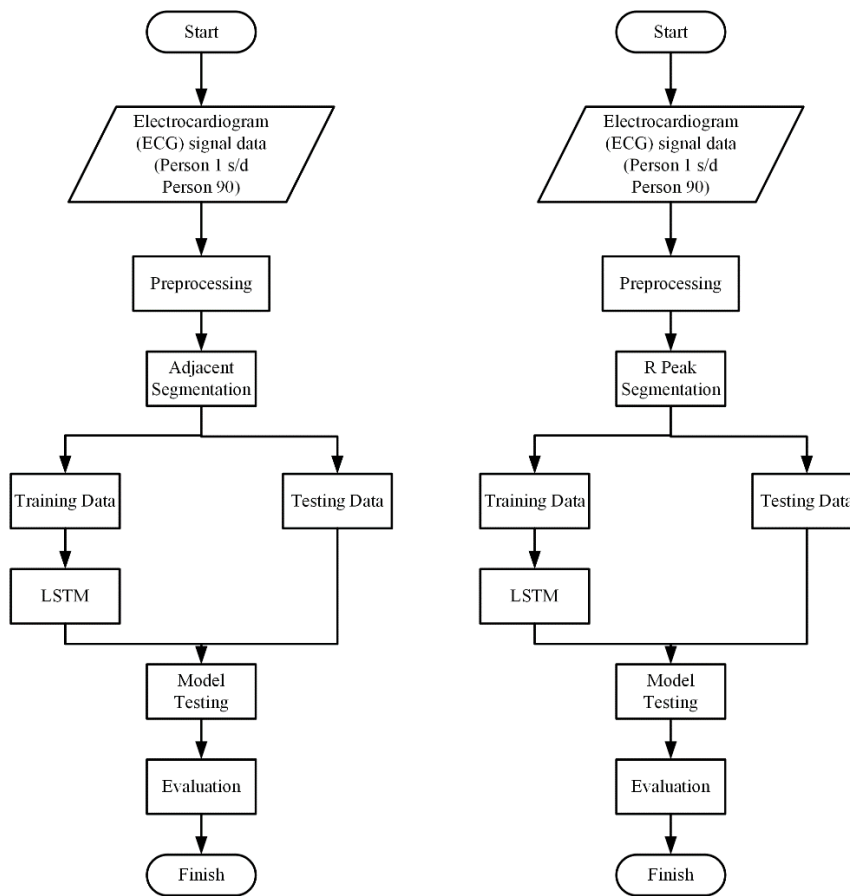 Start
Electrocardiogram
(ECG) signal data
(Person 1 s/d
Person 90)
Preprocessing
Adjacent
Segmentation
Training Data
Testing Data
LSTM
Model
Testing
Evaluation
Finish
Start
Electrocardiogram
(ECG) signal data
(Person 1 s/d
Person 90)
Preprocessing
R Peak
Segmentation
Training Data
Testing Data
LSTM
Model
Testing
Evaluation
Finish